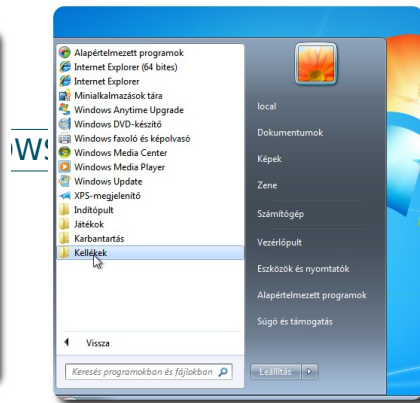 Alapértelmezett programok
Internet Explorer (64 bites)
Internet Explorer
Minialkalmazások tára
Windows Anytime Upgrade
Windows DVD-készítő
Windows faxoló és képolvasó
Windows Media Center
Windows Media Player
Windows Update
XPS-megjelenítő
Indítópult
Játékok
Karbantartás
Kellékek
Vissza
Keresés programokban és fájlokban
local
Dokumentumok
Képek
Zene
Számítógép
Vezérlőpult
Eszközök és nyomtatók
Alapértelmezett programok
Súgó és támogatás
Leállítás